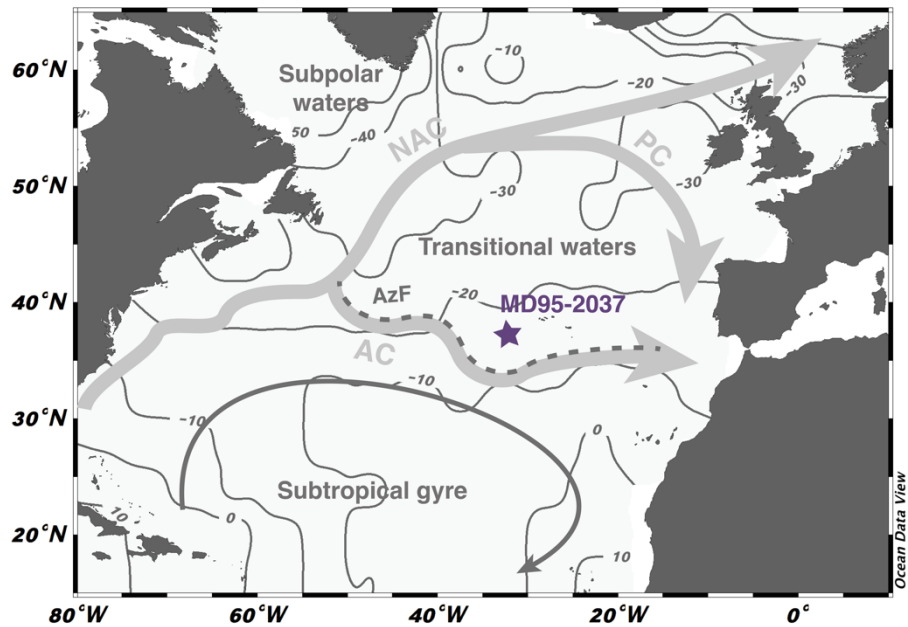 60°N
50°N
40°N
30°N
20°N
80°W
60°W
40°W
20°W
0°
Subpolar
waters
-10
-20
-30
50
-40
NAC
PC
-30
-30
Transitional waters
AzF
-20
MD95-2037
AC
-10
-10
0
Subtropical gyre
10
0
10
Ocean Data View